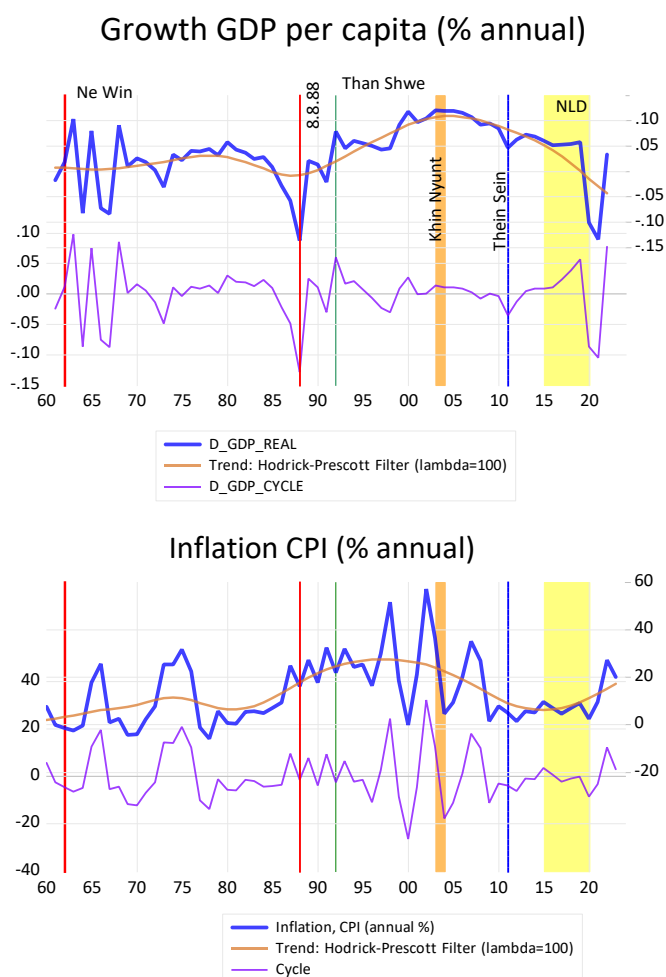 Growth GDP per capita (% annual)
Ne Win
8.8.88
Than Shwe
NLD
Khin Nyunt
Thein Sein
.10
.05
-.05
-.10
-.15
.10
.05
.00
-.05
-.10
-.15
60 65 70 75 80 85 90 95 00 05 10 15 20
D_GDP_REAL
Trend: Hodrick-Prescott Filter (lambda=100)
D_GDP_CYCLE
Inflation CPI (% annual)
60
40
20
0
-20
40
20
0
-20
-40
60 65 70 75 80 85 90 95 00 05 10 15 20
Inflation, CPI (annual %)
Trend: Hodrick-Prescott Filter (lambda=100)
Cycle